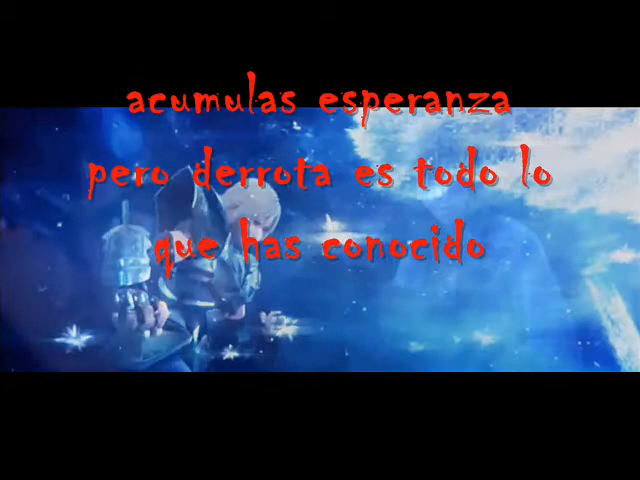 acumulas esperanza
pero derrota es todo lo
que has conocido